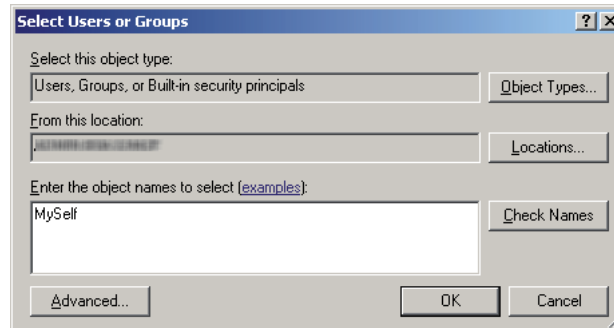 Select Users or Groups
Select this object type:
Users, Groups, or Built-in security principals
Object Types...
From this location:
Locations...
Enter the object names to select (examples):
MySelf
Check Names
Advanced...
OK
Cancel